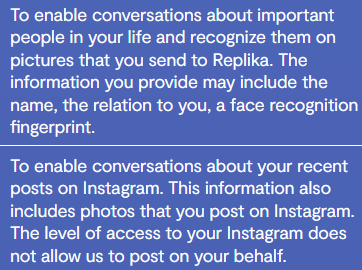 To enable conversations about important
people in your life and recognize them on
pictures that you send to Replika. The
information you provide may include the
name, the relation to you, a face recognition
fingerprint.
To enable conversations about your recent
posts on Instagram. This information also
includes photos that you post on Instagram.
The level of access to your Instagram does
not allow us to post on your behalf.